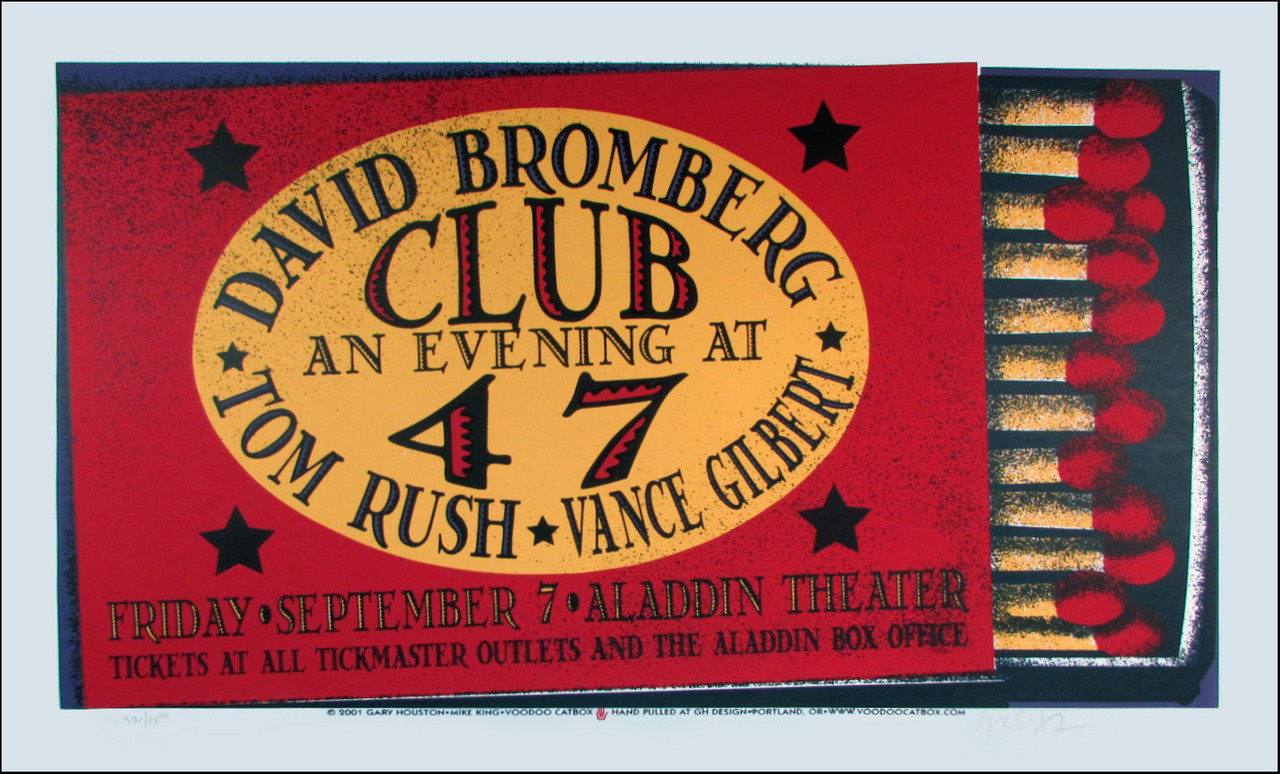 DAVID BROMBERG
CLUB
AN EVENING AT
47
TOM RUSH ★ VANCE GILBERT
FRIDAY • SEPTEMBER 7 • ALADDIN THEATER
TICKETS AT ALL TICKMASTER OUTLETS AND THE ALADDIN BOX OFFICE
© 2001 GARY HOUSTON•MIKE KING•VOODOO CATBOX HAND PULLED AT GH DESIGN•PORTLAND, OR•WWW.VOODOOCATBOX.COM
32/150